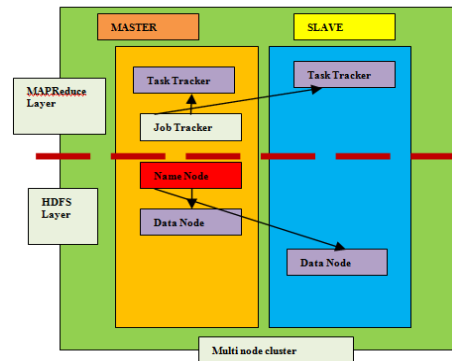 MASTER
SLAVE
Task Tracker
Task Tracker
MAPReduce
Layer
Job Tracker
Name Node
HDFS
Layer
Data Node
Data Node
Multi node cluster